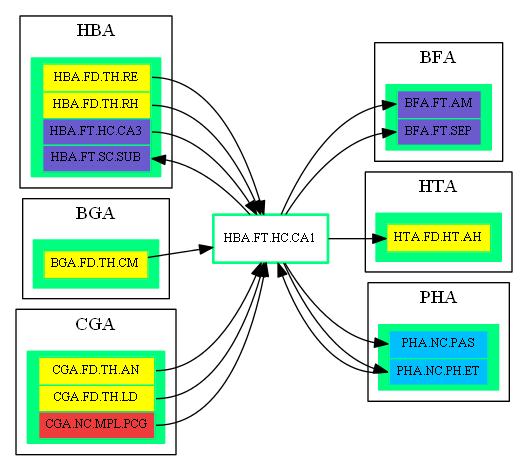 HBA
HBA.FD.TH.RE
HBA.FD.TH.RH
HBA.FT.HC.CA3
HBA.FT.SC.SUB
BGA
BGA.FD.TH.CM
CGA
CGA.FD.TH.AN
CGA.FD.TH.LD
CGA.NC.MPL.PCG
HBA.FT.HC.CA1
BFA
BFA.FT.AM
BFA.FT.SEP
HTA
HTA.FD.HT.AH
PHA
PHA.NC.PAS
PHA.NC.PH.ET